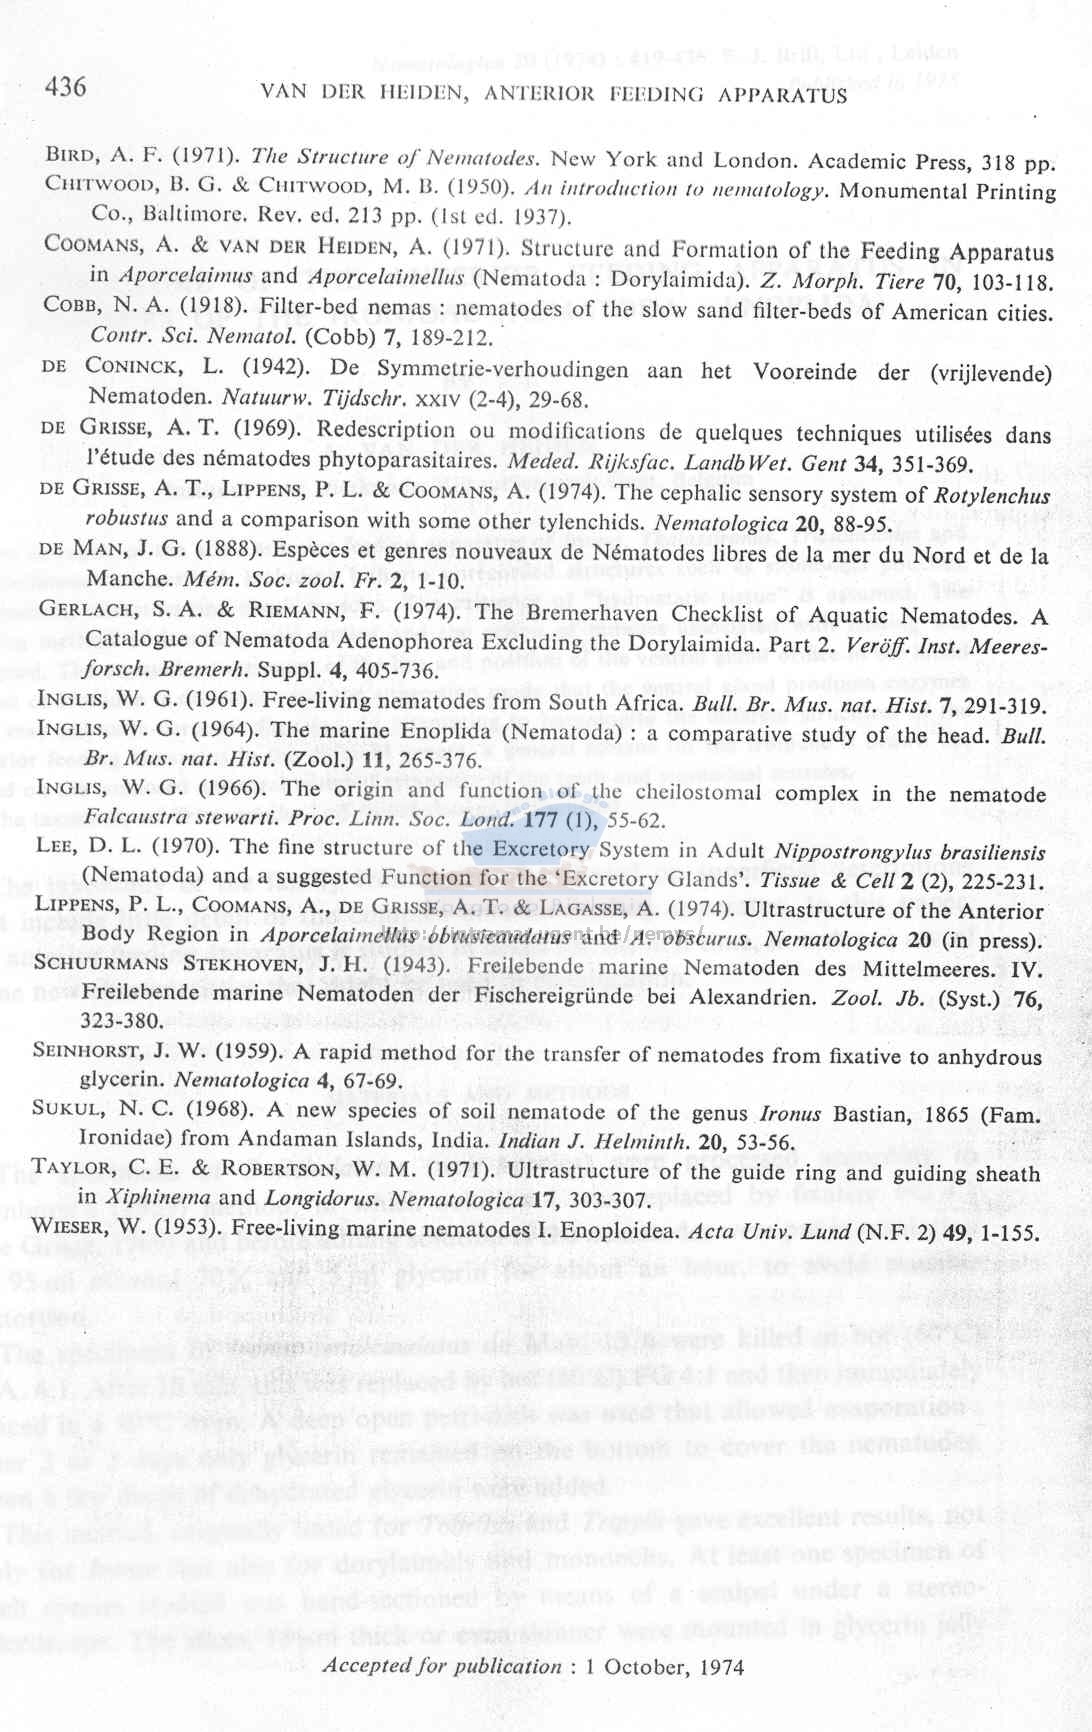 436
VAN DER HEIDEN, ANTERIOR FEEDING APPARATUS
BIRD, A. F. (1971). The Structure of Nematodes. New York and London. Academic Press, 318 pp.
CHITWOOD, B. G. & CHITWOOD, M. B. (1950). An introduction to nematology. Monumental Printing
Co., Baltimore. Rev. ed. 213 pp. (1st ed. 1937).
COOMANS, A. & VAN DER HEIDEN, A. (1971). Structure and Formation of the Feeding Apparatus
in Aporcelaimus and Aporcelaimellus (Nematoda : Dorylaimida). Z. Morph. Tiere 70, 103-118.
COBB, N. A. (1918). Filter-bed nemas : nematodes of the slow sand filter-beds of American cities.
Contr. Sci. Nematol. (Cobb) 7, 189-212.
DE CONINCK, L. (1942). De Symmetrie-verhoudingen aan het Vooreinde der (vrijlevende)
Nematoden. Natuurw. Tijdschr. XXIV (2-4), 29-68.
DE GRISSE, A. T. (1969). Redescription ou modifications de quelques techniques utilisées dans
l'étude des nématodes phytoparasitaires. Meded. Rijksfac. LandbWet. Gent 34, 351-369.
DE GRISSE, A. T., LIPPENS, P. L. & COOMANS, A. (1974). The cephalic sensory system of Rotylenchus
robustus and a comparison with some other tylenchids. Nematologica 20, 88-95.
DE MAN, J. G. (1888). Espèces et genres nouveaux de Nématodes libres de la mer du Nord et de la
Manche. Mém. Soc. zool. Fr. 2, 1-10.
GERLACH, S. A. & RIEMANN, F. (1974). The Bremerhaven Checklist of Aquatic Nematodes. A
Catalogue of Nematoda Adenophorea Excluding the Dorylaimida. Part 2. Veröff. Inst. Meeres-
forsch. Bremerh. Suppl. 4, 405-736.
INGLIS, W. G. (1961). Free-living nematodes from South Africa. Bull. Br. Mus. nat. Hist. 7, 291-319.
INGLIS, W. G. (1964). The marine Enoplida (Nematoda) : a comparative study of the head. Bull.
Br. Mus. nat. Hist. (Zool.) 11, 265-376.
INGLIS, W. G. (1966). The origin and function of the cheilostomal complex in the nematode
Falcaustra stewarti. Proc. Linn. Soc. Lond. 177 (1), 55-62.
LEE, D. L. (1970). The fine structure of the Excretory System in Adult Nippostrongylus brasiliensis
(Nematoda) and a suggested Function for the ‘Excretory Glands’. Tissue & Cell 2 (2), 225-231.
LIPPENS, P. L., COOMANS, A., DE GRISSE, A. T. & LAGASSE, A. (1974). Ultrastructure of the Anterior
Body Region in Aporcelaimellus obtusicaudatus and A. obscurus. Nematologica 20 (in press).
SCHUURMANS STEKHOVEN, J. H. (1943). Freilebende marine Nematoden des Mittelmeeres. IV.
Freilebende marine Nematoden der Fischereigründe bei Alexandrien. Zool. Jb. (Syst.) 76,
323-380.
SEINHORST, J. W. (1959). A rapid method for the transfer of nematodes from fixative to anhydrous
glycerin. Nematologica 4, 67-69.
SUKUL, N. C. (1968). A new species of soil nematode of the genus Ironus Bastian, 1865 (Fam.
Ironidae) from Andaman Islands, India. Indian J. Helminth. 20, 53-56.
TAYLOR, C. E. & ROBERTSON, W. M. (1971). Ultrastructure of the guide ring and guiding sheath
in Xiphinema and Longidorus. Nematologica 17, 303-307.
WIESER, W. (1953). Free-living marine nematodes I. Enoploidea. Acta Univ. Lund (N.F. 2) 49, 1-155.
Accepted for publication : 1 October, 1974